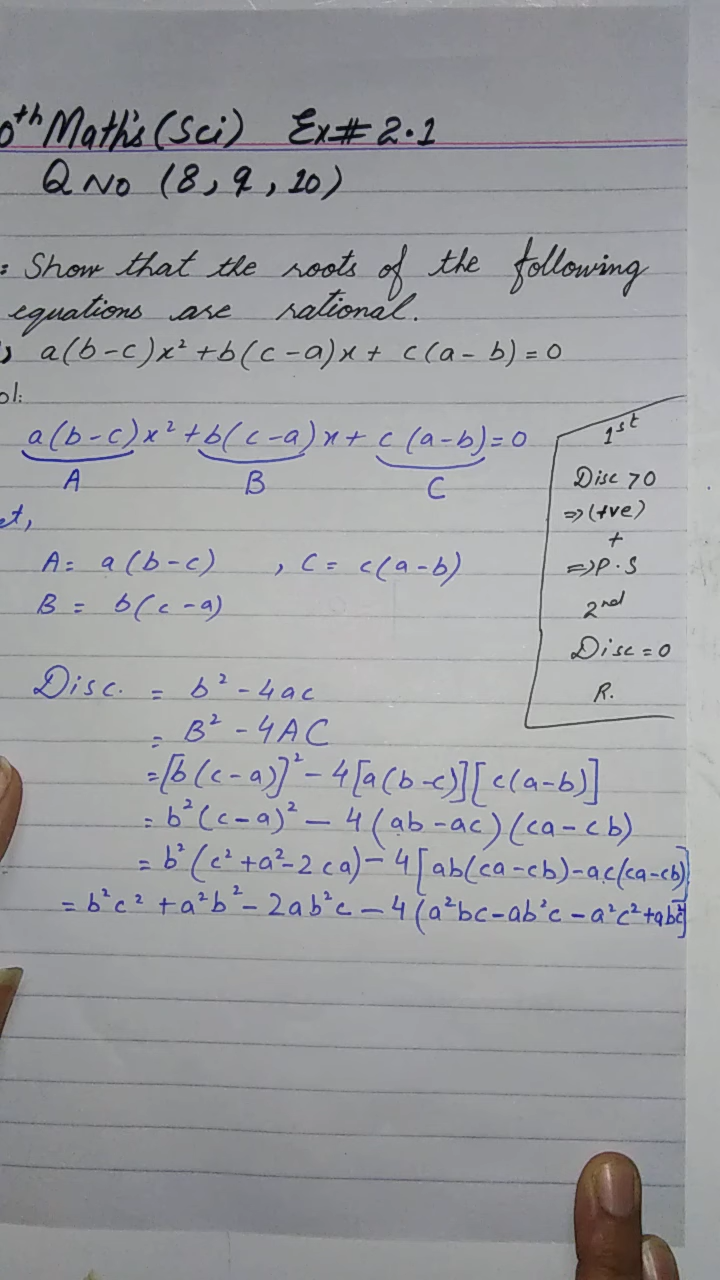 0th Math's (Sci) Ex# 2.1
Q No (8, 9, 10)
: Show that the roots of the following
equations are rational.
a(b-c)x² + b(c-a)x + c(a-b) = 0
ol:
a(b-c)x² + b(c-a)x + c(a-b) = 0
A B C
et,
A = a(b-c) , C = c(a-b)
B = b(c-a)
Disc. = b² - 4ac
= B² - 4AC
= [b(c-a)]² - 4[a(b-c)][c(a-b)]
= b²(c-a)² - 4(ab-ac)(ca-cb)
= b²(c²+a²-2ca) - 4[ab(ca-cb)-ac(ca-cb)]
= b²c² + a²b² - 2ab²c - 4(a²bc-ab²c-a²c²+abc²]
1st
Disc > 0
⇒ (+ve)
+
⇒ P.S
2nd
Disc = 0
R.